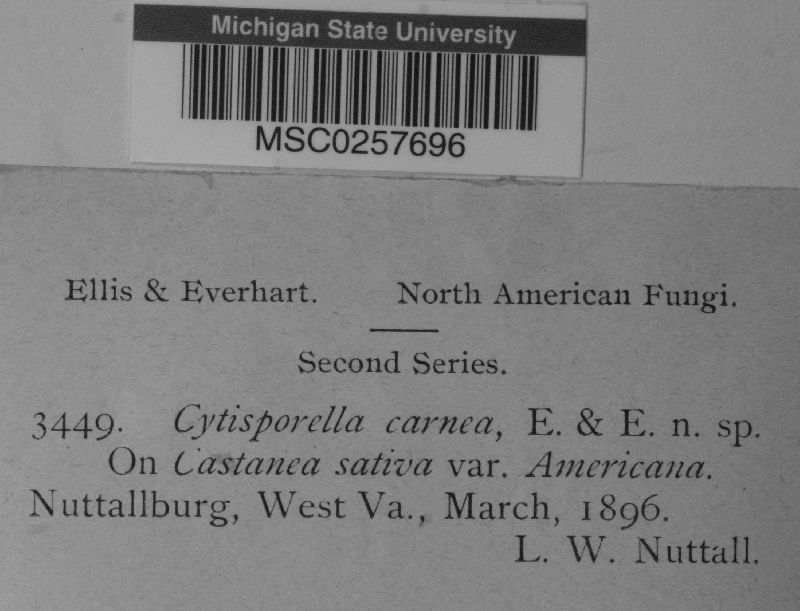 Michigan State University
MSC0257696
Ellis & Everhart. North American Fungi.
Second Series.
3449. Cytisporella carnea, E. & E. n. sp.
On Castanea sativa var. Americana.
Nuttallburg, West Va., March, 1896.
L. W. Nuttall.